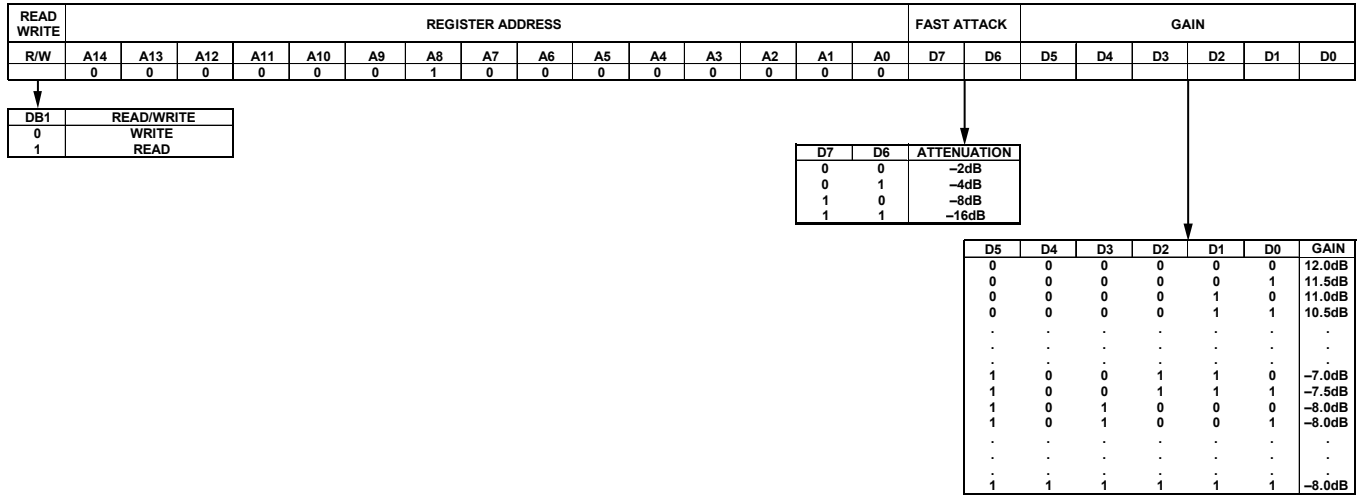 READ WRITE REGISTER ADDRESS FAST ATTACK GAIN
R/W A14 A13 A12 A11 A10 A9 A8 A7 A6 A5 A4 A3 A2 A1 A0 D7 D6 D5 D4 D3 D2 D1 D0
0 0 0 0 0 0 1 0 0 0 0 0 0 0 0
DB1 READ/WRITE
0 WRITE
1 READ
D7 D6 ATTENUATION
0 0 –2dB
0 1 –4dB
1 0 –8dB
1 1 –16dB
D5 D4 D3 D2 D1 D0 GAIN
0 0 0 0 0 0 12.0dB
0 0 0 0 0 1 11.5dB
0 0 0 0 1 0 11.0dB
0 0 0 0 1 1 10.5dB
. . . . . . .
. . . . . . .
. . . . . . .
1 0 0 1 1 0 –7.0dB
1 0 0 1 1 1 –7.5dB
1 0 1 0 0 0 –8.0dB
1 0 1 0 0 1 –8.0dB
. . . . . . .
. . . . . . .
. . . . . . .
1 1 1 1 1 1 –8.0dB